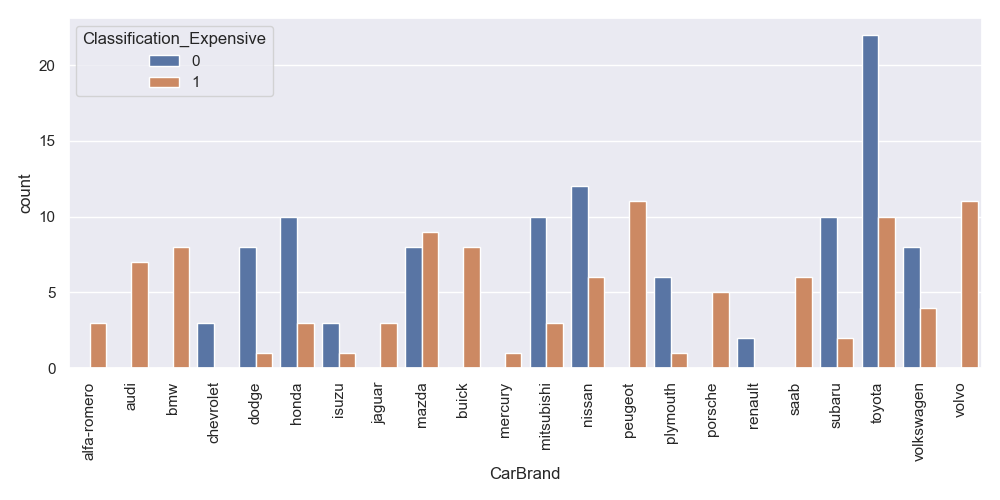 Classification_Expensive
0
1
20
15
10
5
0
count
alfa-romero
audi
bmw
chevrolet
dodge
honda
isuzu
jaguar
mazda
buick
mercury
mitsubishi
nissan
peugeot
plymouth
porsche
renault
saab
subaru
toyota
volkswagen
volvo
CarBrand